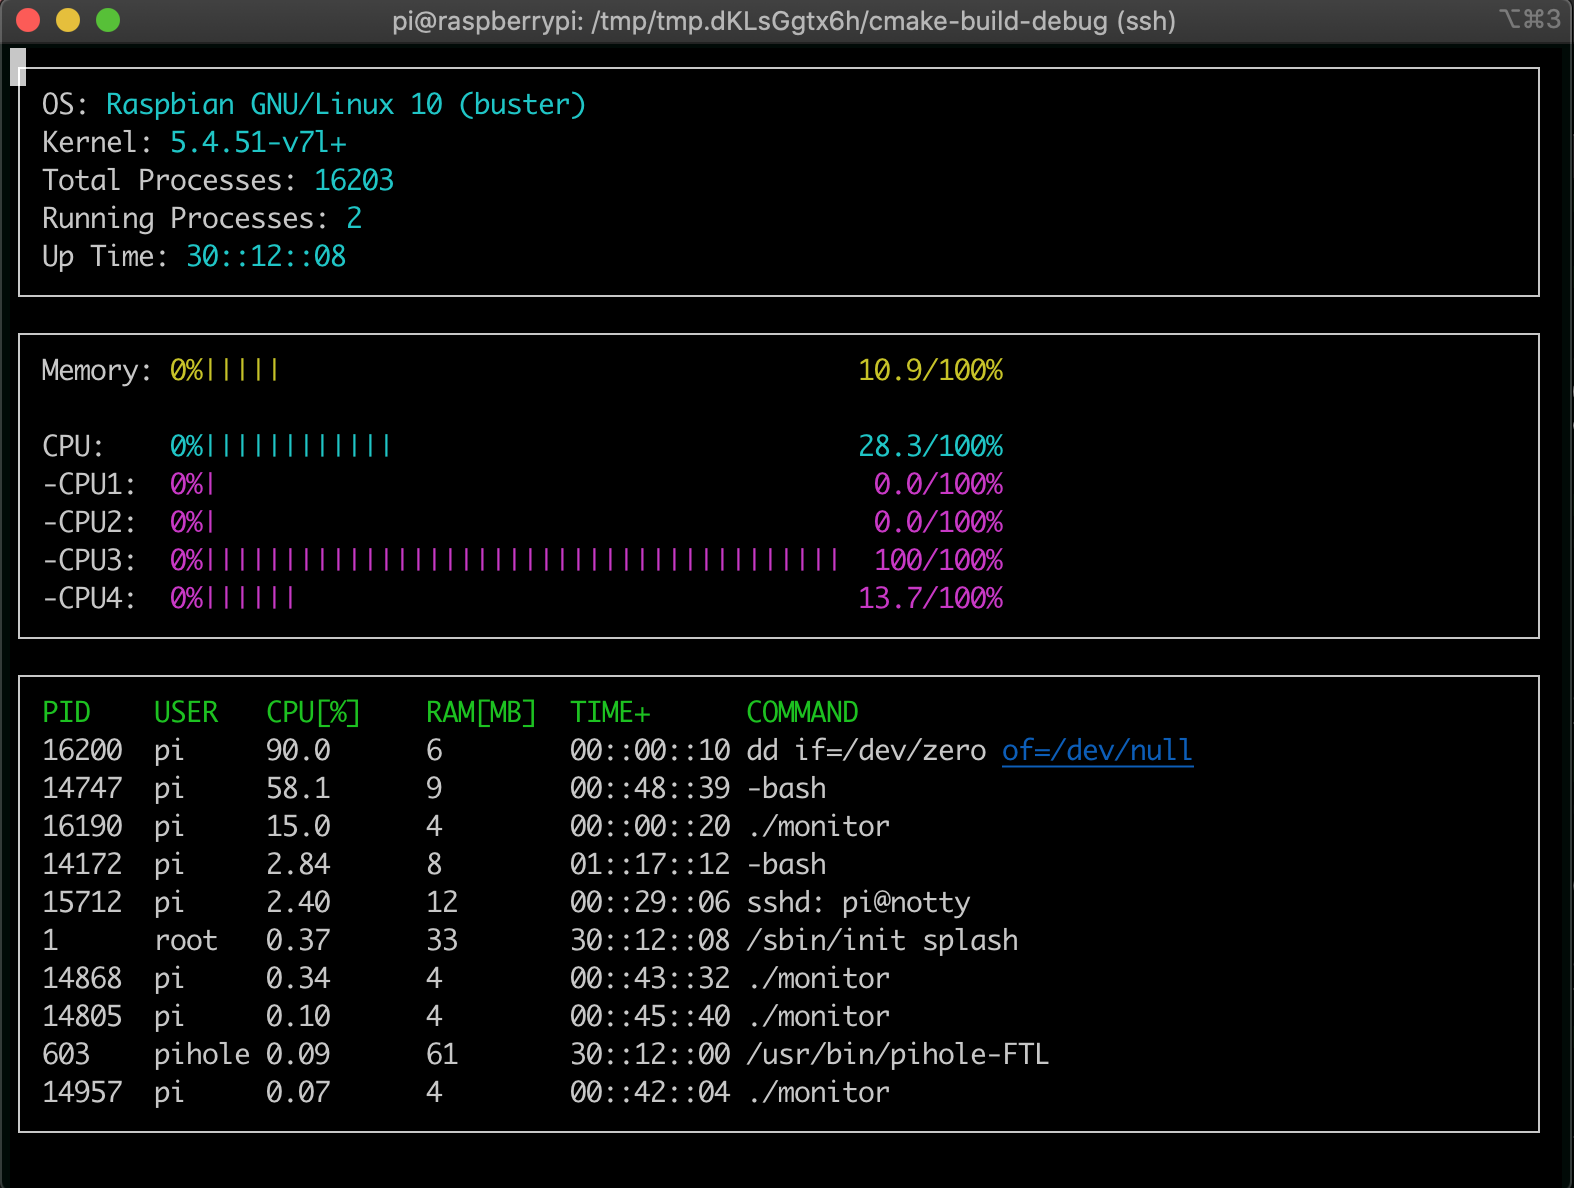 pi@raspberrypi: /tmp/tmp.dKLsGgtx6h/cmake-build-debug (ssh) ⌥⌘3
OS: Raspbian GNU/Linux 10 (buster)
Kernel: 5.4.51-v7l+
Total Processes: 16203
Running Processes: 2
Up Time: 30::12::08
Memory: 0%||||| 10.9/100%
CPU: 0%|||||||||||| 28.3/100%
-CPU1: 0%| 0.0/100%
-CPU2: 0%| 0.0/100%
-CPU3: 0%|||||||||||||||||||||||||||||||||||||||| 100/100%
-CPU4: 0%|||||| 13.7/100%
PID USER CPU[%] RAM[MB] TIME+ COMMAND
16200 pi 90.0 6 00::00::10 dd if=/dev/zero of=/dev/null
14747 pi 58.1 9 00::48::39 -bash
16190 pi 15.0 4 00::00::20 ./monitor
14172 pi 2.84 8 01::17::12 -bash
15712 pi 2.40 12 00::29::06 sshd: pi@notty
1 root 0.37 33 30::12::08 /sbin/init splash
14868 pi 0.34 4 00::43::32 ./monitor
14805 pi 0.10 4 00::45::40 ./monitor
603 pihole 0.09 61 30::12::00 /usr/bin/pihole-FTL
14957 pi 0.07 4 00::42::04 ./monitor